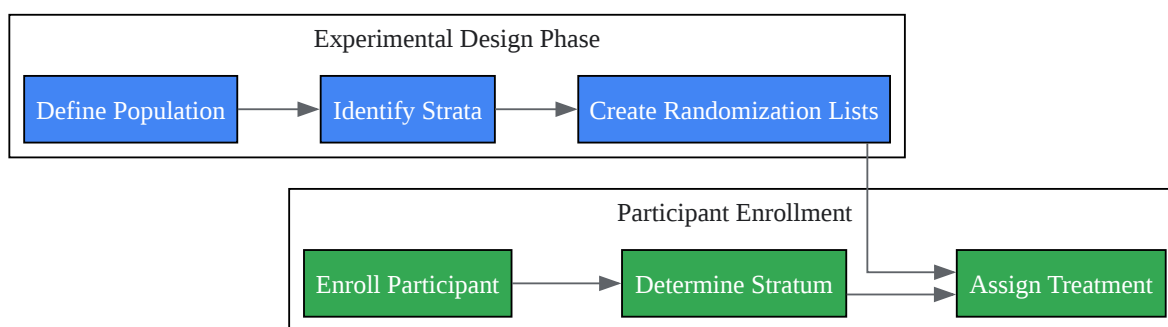 Experimental Design Phase
Define Population
Identify Strata
Create Randomization Lists
Participant Enrollment
Enroll Participant
Determine Stratum
Assign Treatment